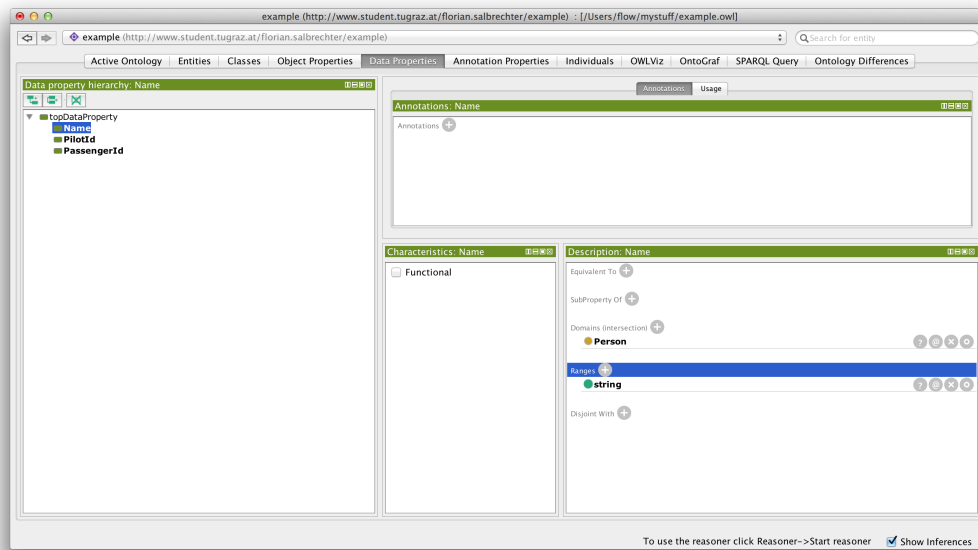 example (http://www.student.tugraz.at/florian.salbrechter/example) : [/Users/flow/mystuff/example.owl]
example (http://www.student.tugraz.at/florian.salbrechter/example)
Search for entity
Active Ontology Entities Classes Object Properties Data Properties Annotation Properties Individuals OWLViz OntoGraf SPARQL Query Ontology Differences
Data property hierarchy: Name
topDataProperty
Name
PilotId
PassengerId
Annotations Usage
Annotations: Name
Annotations
Characteristics: Name
Functional
Description: Name
Equivalent To
SubProperty Of
Domains (intersection)
Person
Ranges
string
Disjoint With
To use the reasoner click Reasoner->Start reasoner
Show Inferences